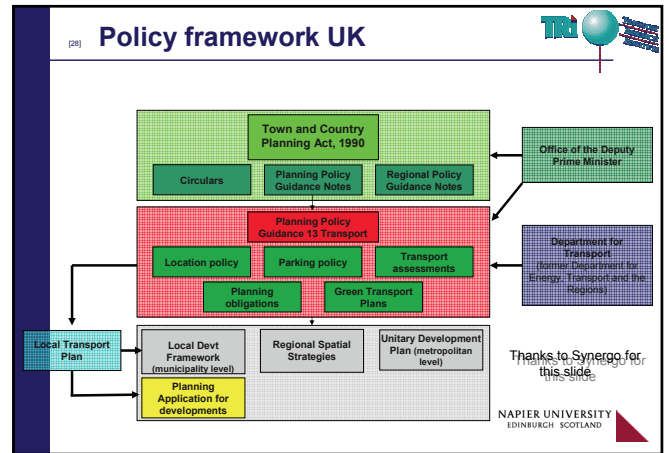 [28] Policy framework UK
TRi
Town and Country
Planning Act, 1990
Circulars
Planning Policy
Guidance Notes
Regional Policy
Guidance Notes
Office of the Deputy
Prime Minister
Planning Policy
Guidance 13 Transport
Location policy
Parking policy
Transport
assessments
Planning
obligations
Green Transport
Plans
Department for
Transport
(former Department for
Energy, Transport and the
Regions)
Local Transport
Plan
Local Devt
Framework
(municipality level)
Regional Spatial
Strategies
Unitary Development
Plan (metropolitan
level)
Planning
Application for
developments
Thanks to Synergo for
this slide
NAPIER UNIVERSITY
EDINBURGH SCOTLAND